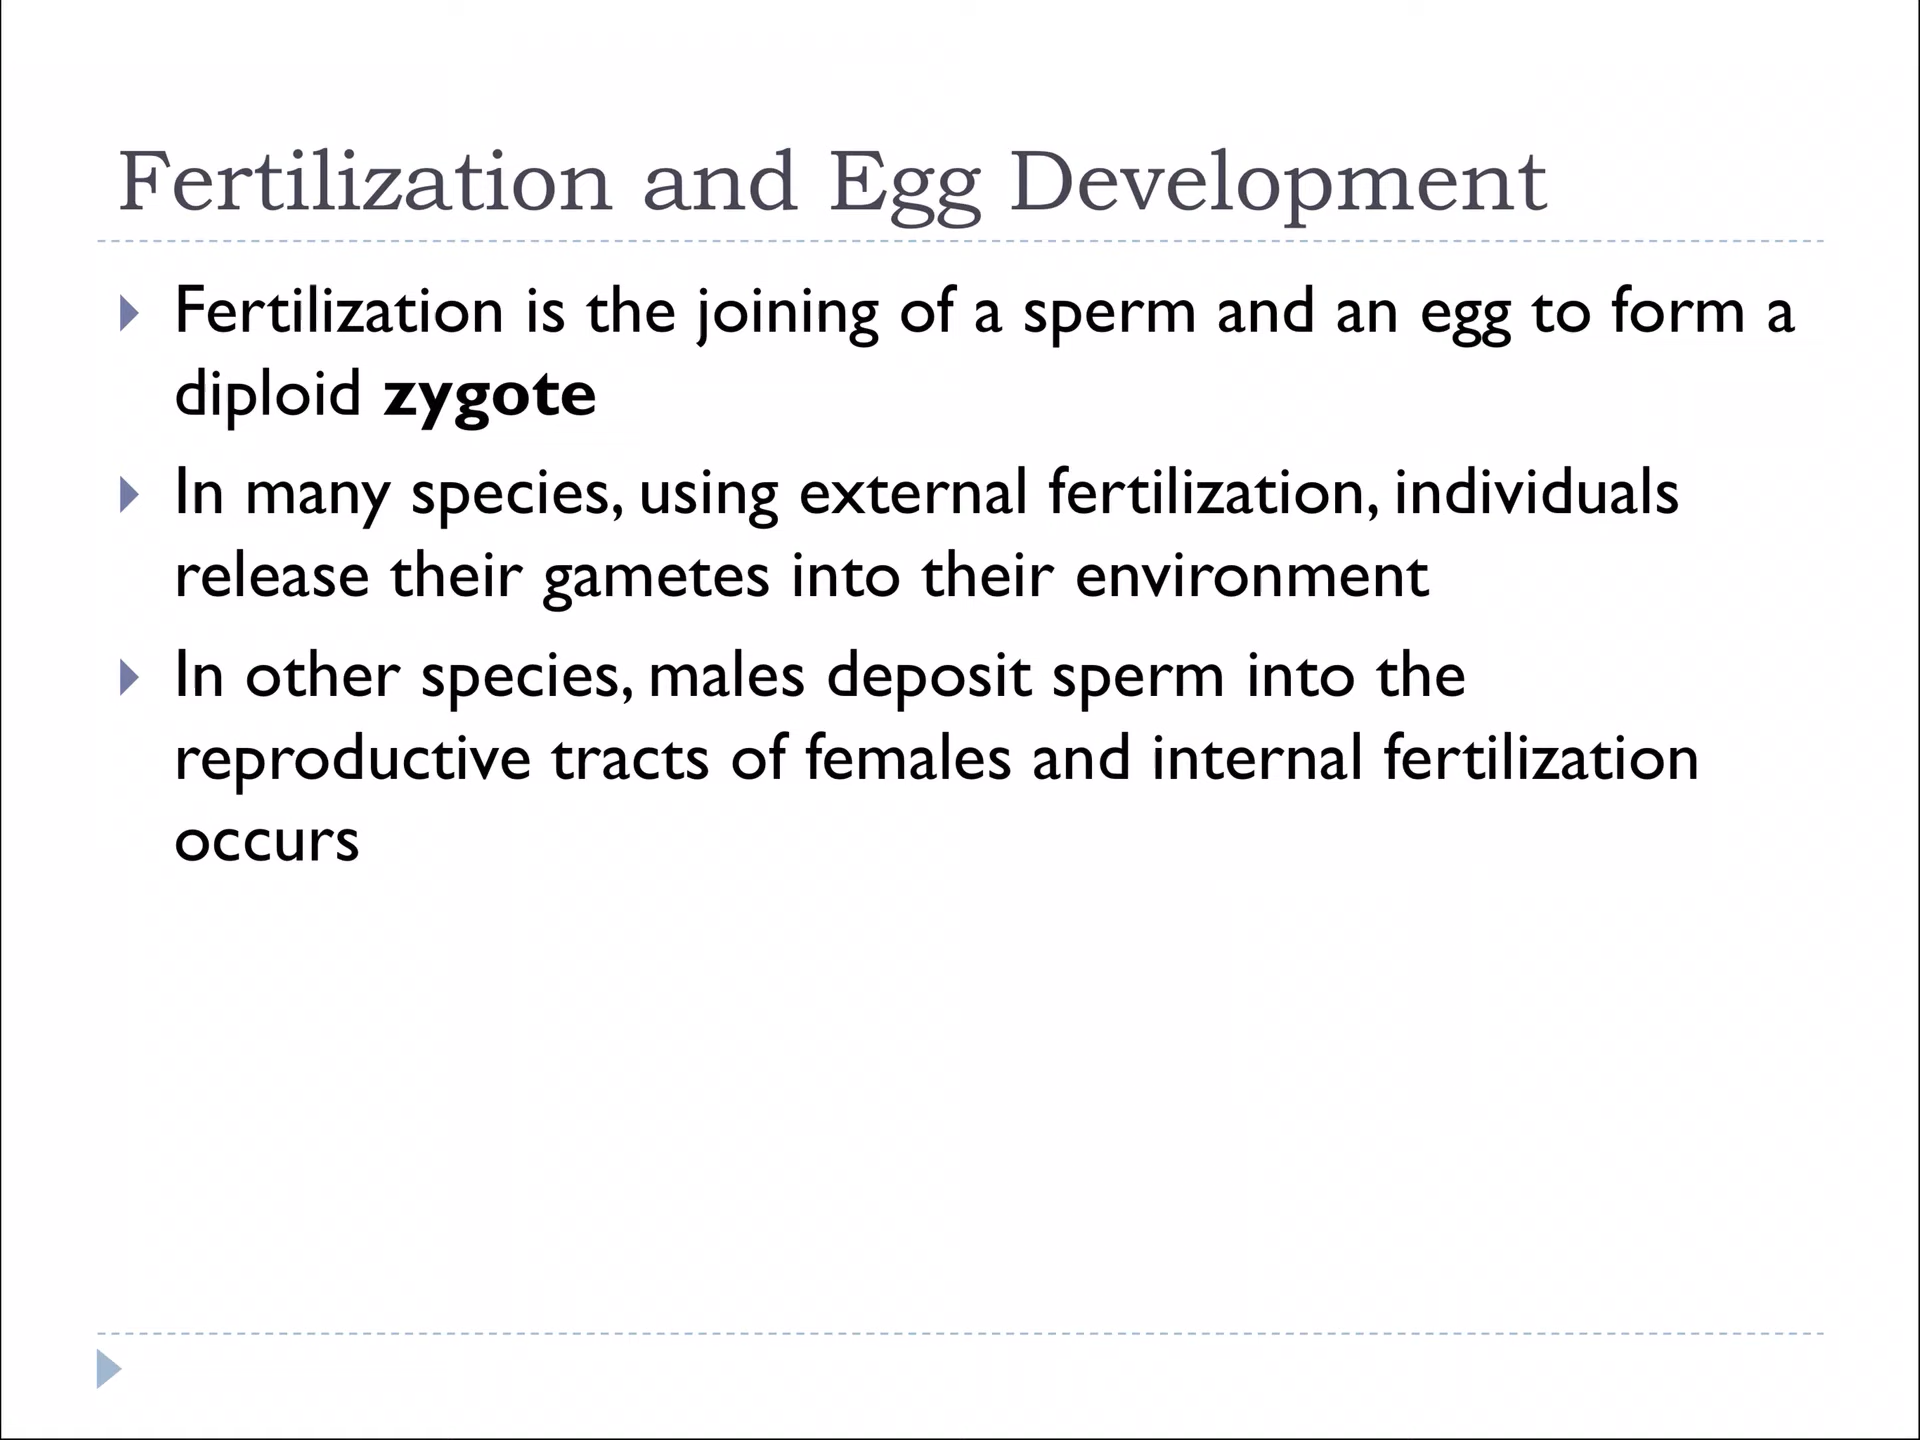 Fertilization and Egg Development
Fertilization is the joining of a sperm and an egg to form a
diploid zygote
In many species, using external fertilization, individuals
release their gametes into their environment
In other species, males deposit sperm into the
reproductive tracts of females and internal fertilization
occurs